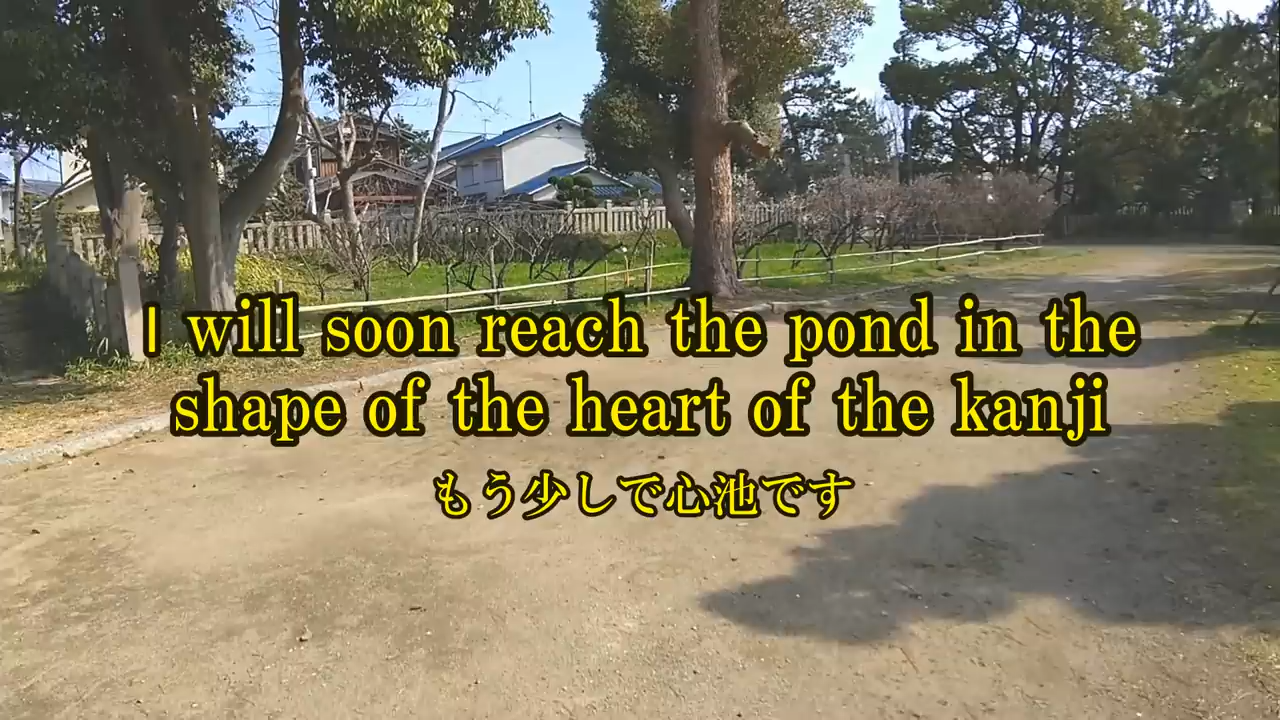 I will soon reach the pond in the
shape of the heart of the kanji
もう少しで心池です